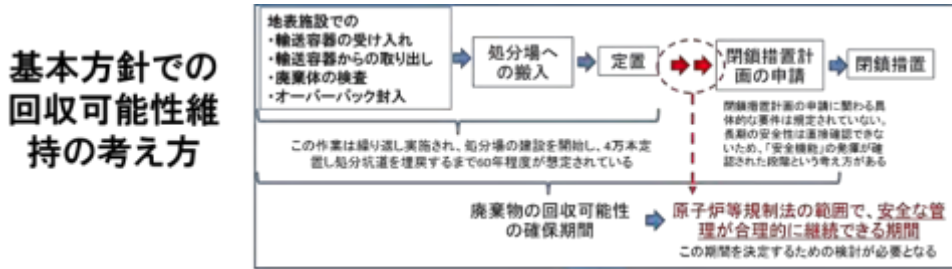 基本方針での
回収可能性維
持の考え方
地表施設での
・輸送容器の受け入れ
・輸送容器からの取り出し
・廃棄体の検査
・オーバーパック封入
処分場へ
の搬入
定置
閉鎖措置計
画の申請
閉鎖措置
この作業は繰り返し実施され、処分場の建設を開始し、4万本定
置し処分坑道を埋戻するまで60年程度が想定されている
閉鎖措置計画の申請に関わる具
体的な要件は規定されていない。
長期の安全性は直接確認できな
いため、「安全機能」の発揮が確
認された段階という考え方がある
廃棄物の回収可能性
の確保期間
原子炉等規制法の範囲で、安全な管
理が合理的に継続できる期間
この期間を決定するための検討が必要となる